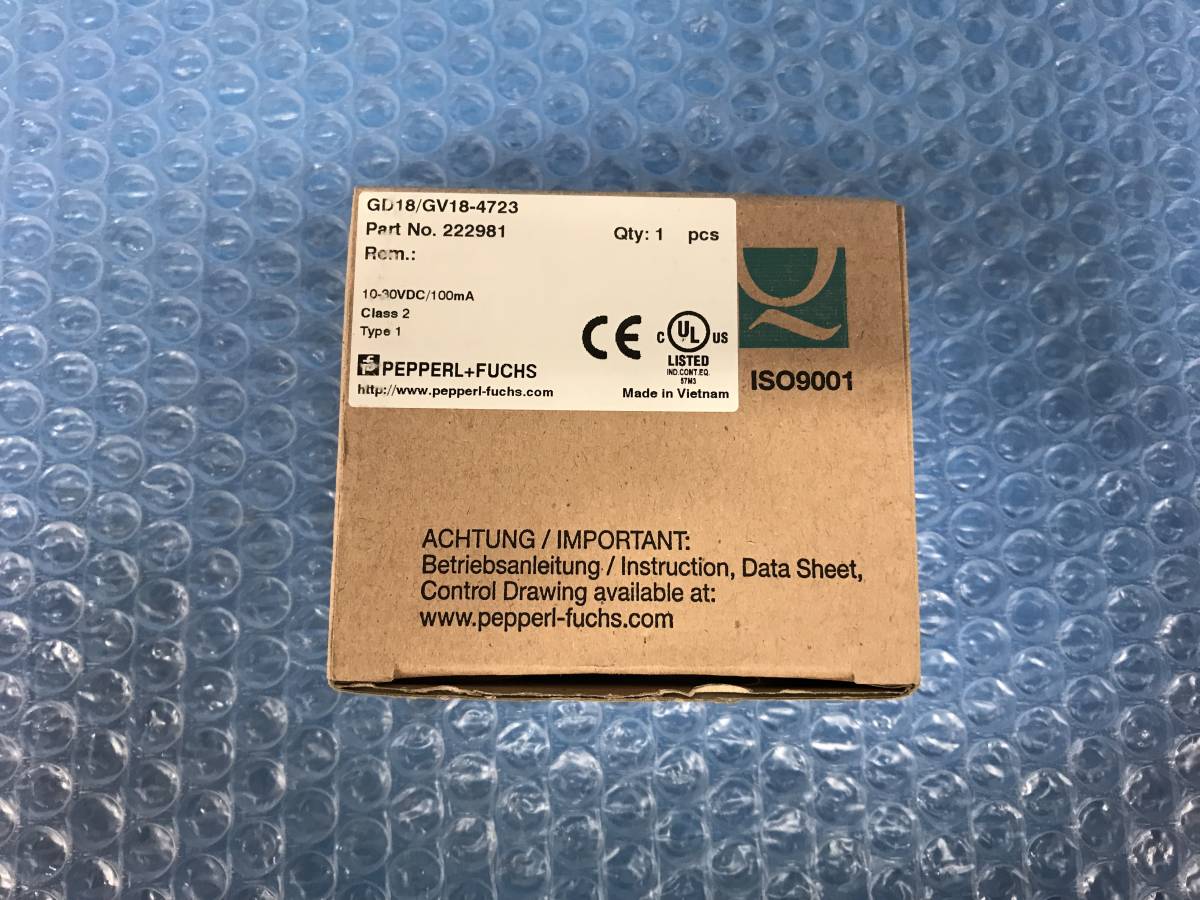 GD18/GV18-4723
Part No. 222981
Qty: 1 pcs
Rem.:
10-30VDC/100mA
Class 2
Type 1
CE
C UL US
LISTED
IND.CONT.EQ.
57M3
PEPPERL+FUCHS
http://www.pepperl-fuchs.com
Made in Vietnam
Q
ISO9001
ACHTUNG / IMPORTANT:
Betriebsanleitung / Instruction, Data Sheet,
Control Drawing available at:
www.pepperl-fuchs.com